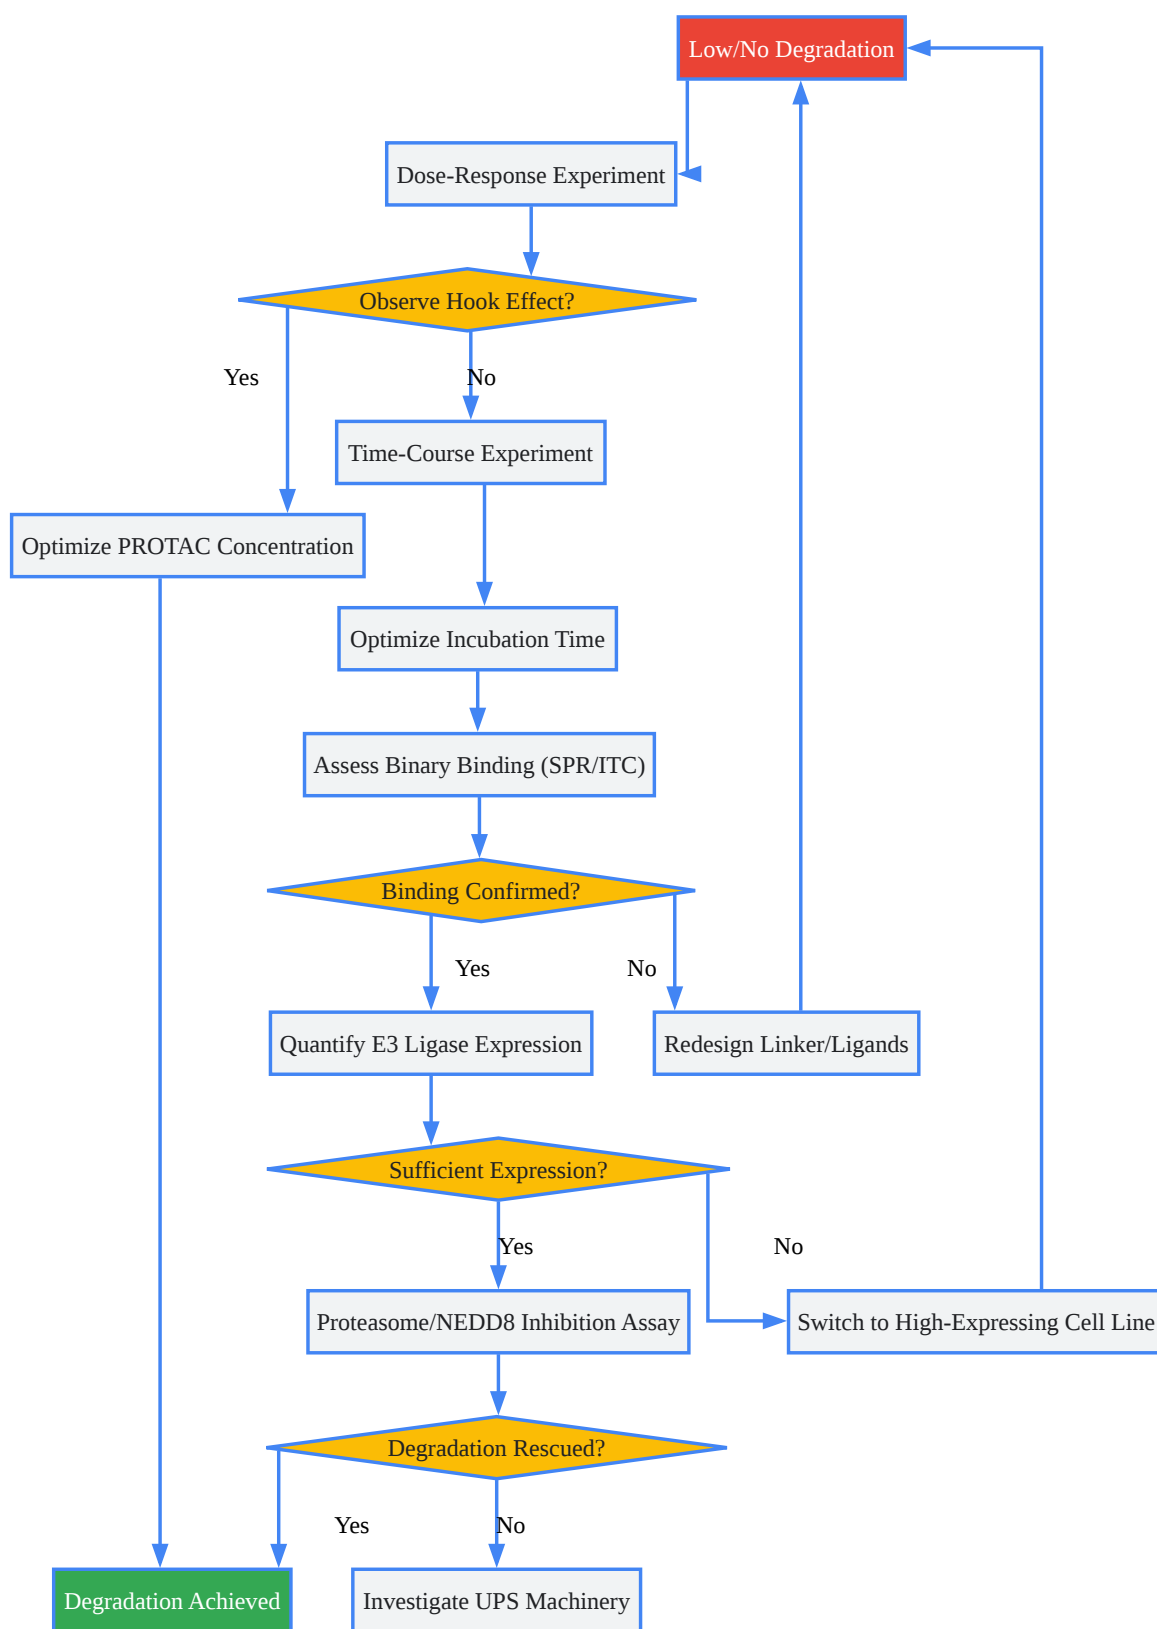 Low/No Degradation
Dose-Response Experiment
Observe Hook Effect?
Yes
No
Time-Course Experiment
Optimize PROTAC Concentration
Optimize Incubation Time
Assess Binary Binding (SPR/ITC)
Binding Confirmed?
Yes
No
Quantify E3 Ligase Expression
Redesign Linker/Ligands
Sufficient Expression?
Yes
No
Proteasome/NEDD8 Inhibition Assay
Switch to High-Expressing Cell Line
Degradation Rescued?
Yes
No
Degradation Achieved
Investigate UPS Machinery